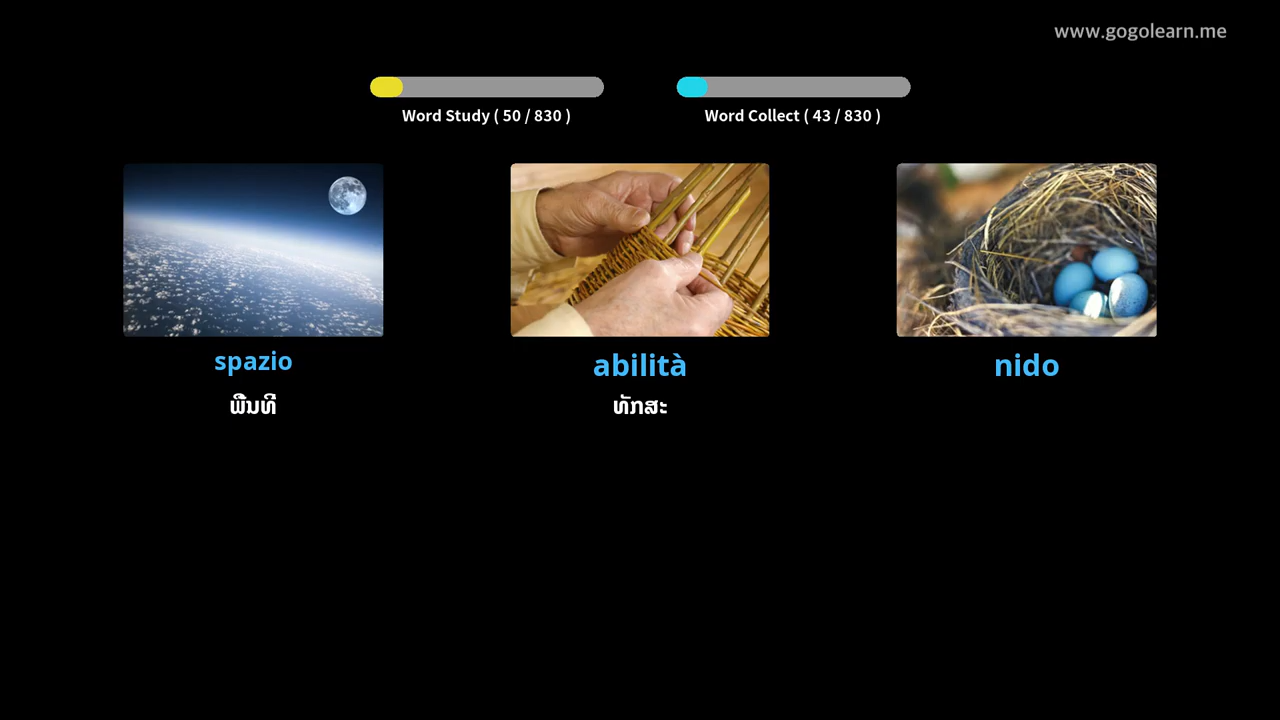 www.gogolearn.me
Word Study ( 50 / 830 )
Word Collect ( 43 / 830 )
spazio
abilità
nido
ພື້ນທີ່
ທັກສະ